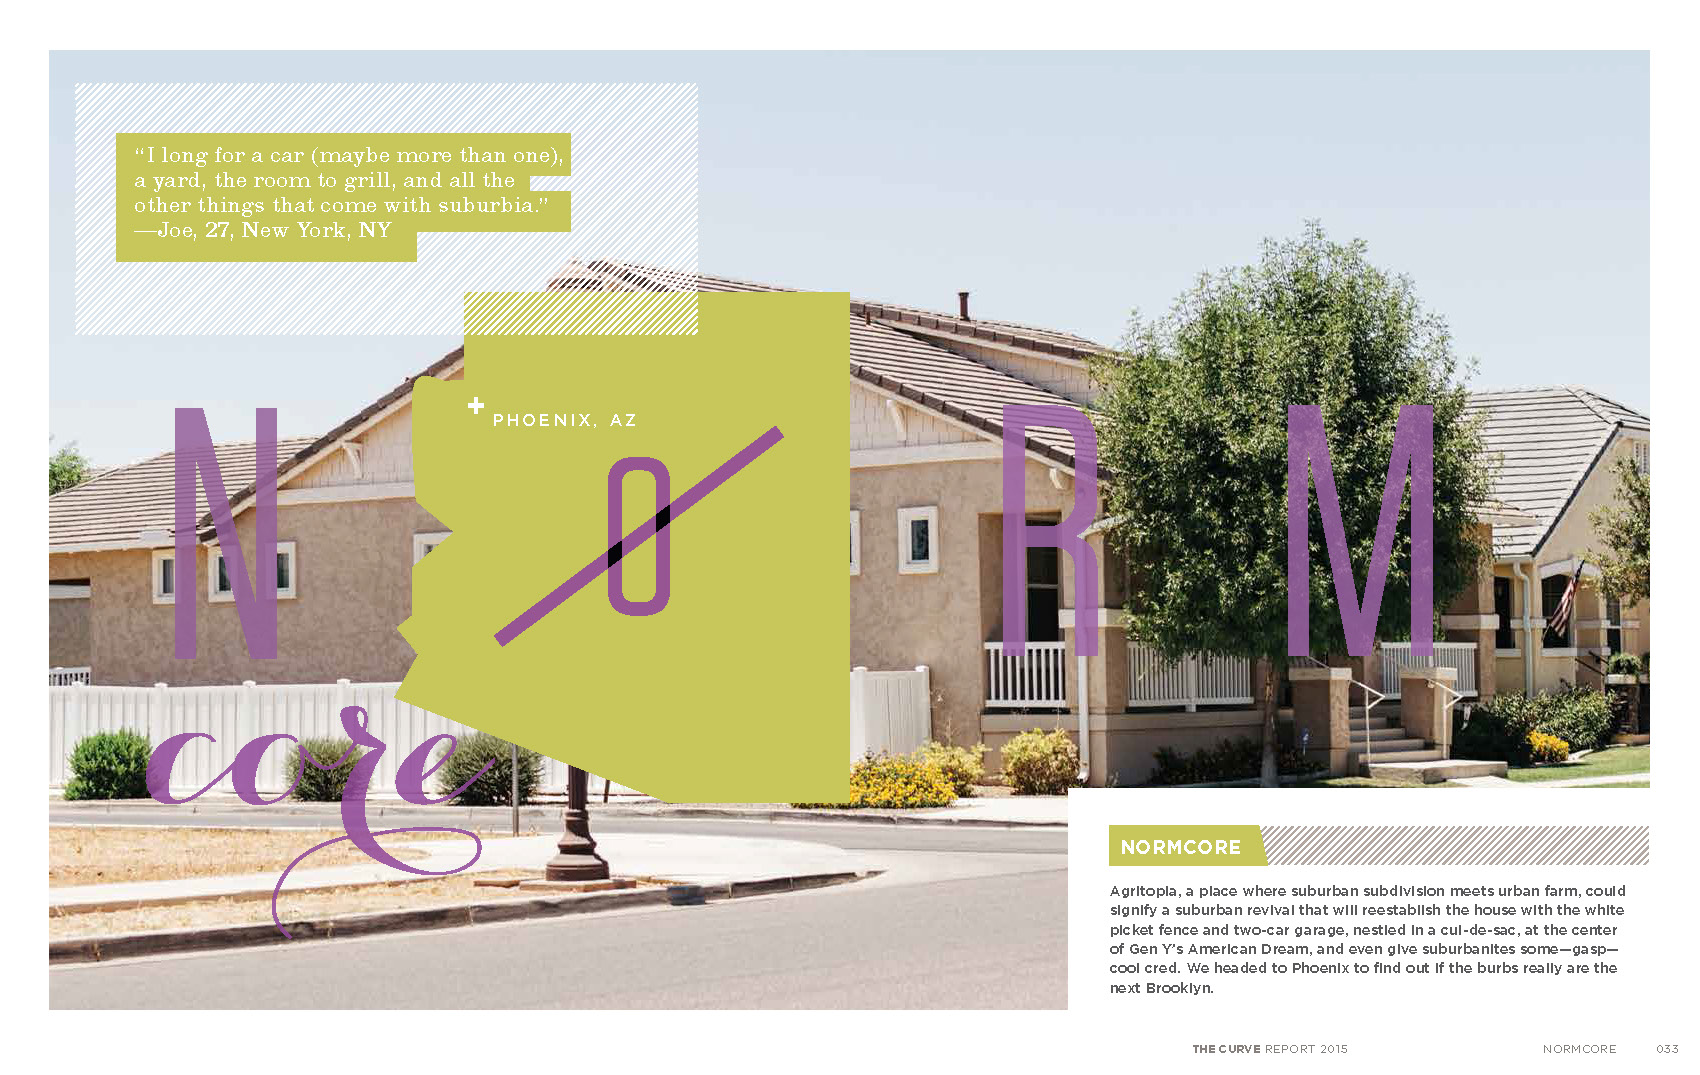 “I long for a car (maybe more than one),
a yard, the room to grill, and all the
other things that come with suburbia.”
—Joe, 27, New York, NY
+ PHOENIX, AZ
NORM
core
NORMCORE
Agritopia, a place where suburban subdivision meets urban farm, could
signify a suburban revival that will reestablish the house with the white
picket fence and two-car garage, nestled in a cul-de-sac, at the center
of Gen Y’s American Dream, and even give suburbanites some—gasp—
cool cred. We headed to Phoenix to find out if the burbs really are the
next Brooklyn.
THE CURVE REPORT 2015 NORMCORE 033